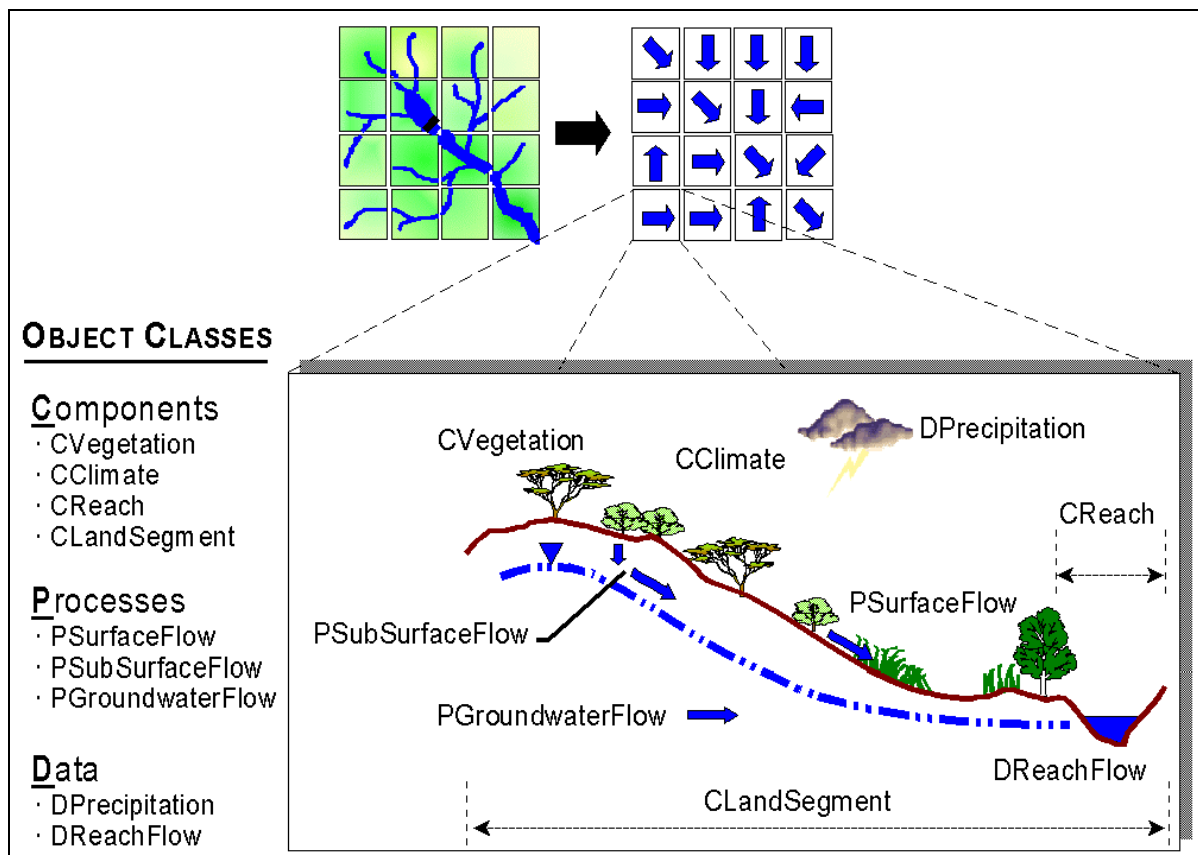 OBJECT CLASSES
Components
· CVegetation
· CClimate
· CReach
· CLandSegment
Processes
· PSurfaceFlow
· PSubSurfaceFlow
· PGroundwaterFlow
Data
· DPrecipitation
· DReachFlow
CVegetation
CClimate
DPrecipitation
CReach
PSubSurfaceFlow
PSurfaceFlow
PGroundwaterFlow
DReachFlow
CLandSegment